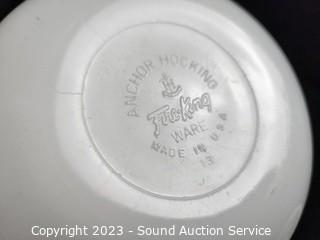 ANCHOR HOCKING
Fire-King
WARE
MADE IN U.S.A
13
Copyright 2023 - Sound Auction Service